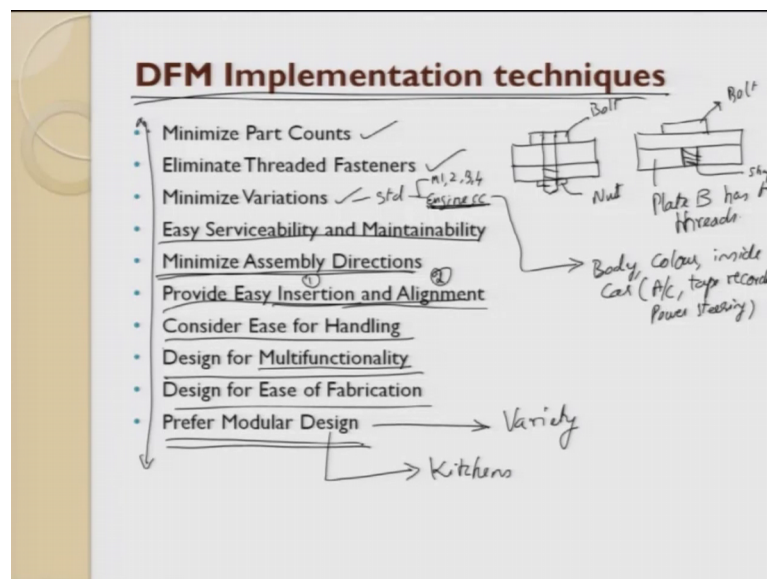 DFM Implementation techniques
• Minimize Part Counts
• Eliminate Threaded Fasteners
• Minimize Variations - std M1, 2, 3, 4
Engine cc
• Easy Serviceability and Maintainability
• Minimize Assembly Directions
① ②
• Provide Easy Insertion and Alignment
• Consider Ease for Handling
• Design for Multifunctionality
• Design for Ease of Fabrication
• Prefer Modular Design → Variety
→ Kitchens
Bolt
Nut
Bolt
Plate B has
threads.
Body, Colour, inside
Car (A/c, tape record
Power steering)